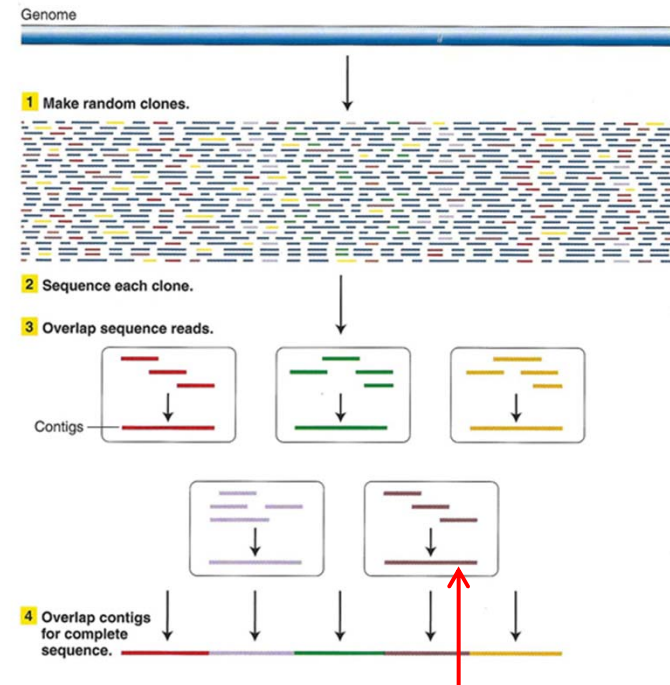 Genome
1 Make random clones.
2 Sequence each clone.
3 Overlap sequence reads.
Contigs
4 Overlap contigs
for complete
sequence.